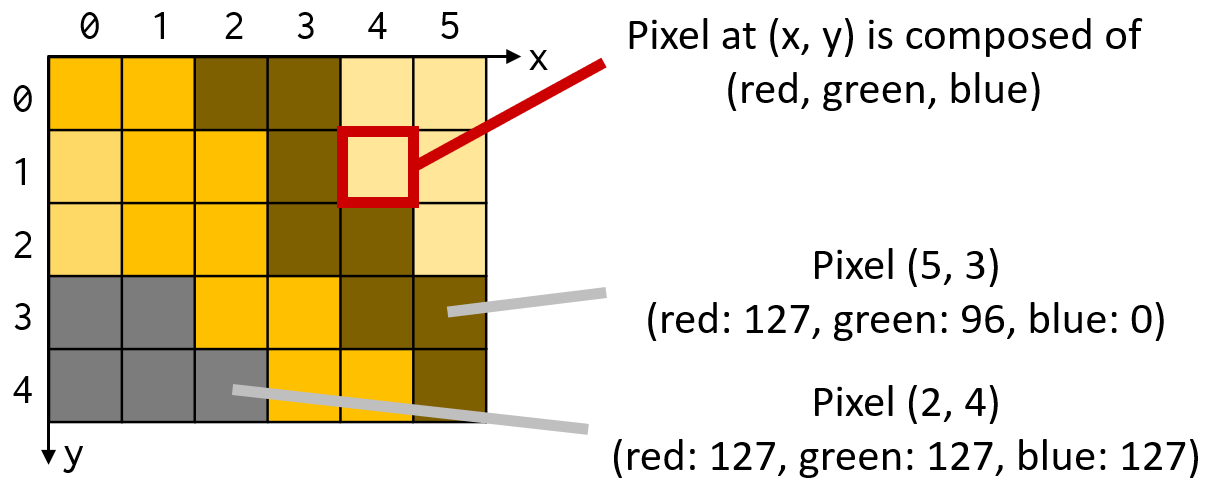 0 1 2 3 4 5
x
0
1
2
3
4
y
Pixel at (x, y) is composed of
(red, green, blue)
Pixel (5, 3)
(red: 127, green: 96, blue: 0)
Pixel (2, 4)
(red: 127, green: 127, blue: 127)